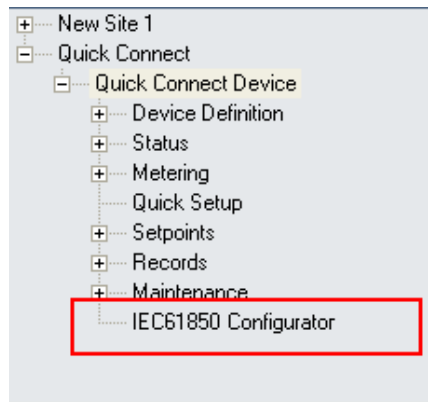 New Site 1
Quick Connect
Quick Connect Device
Device Definition
Status
Metering
Quick Setup
Setpoints
Records
Maintenance
IEC61850 Configurator